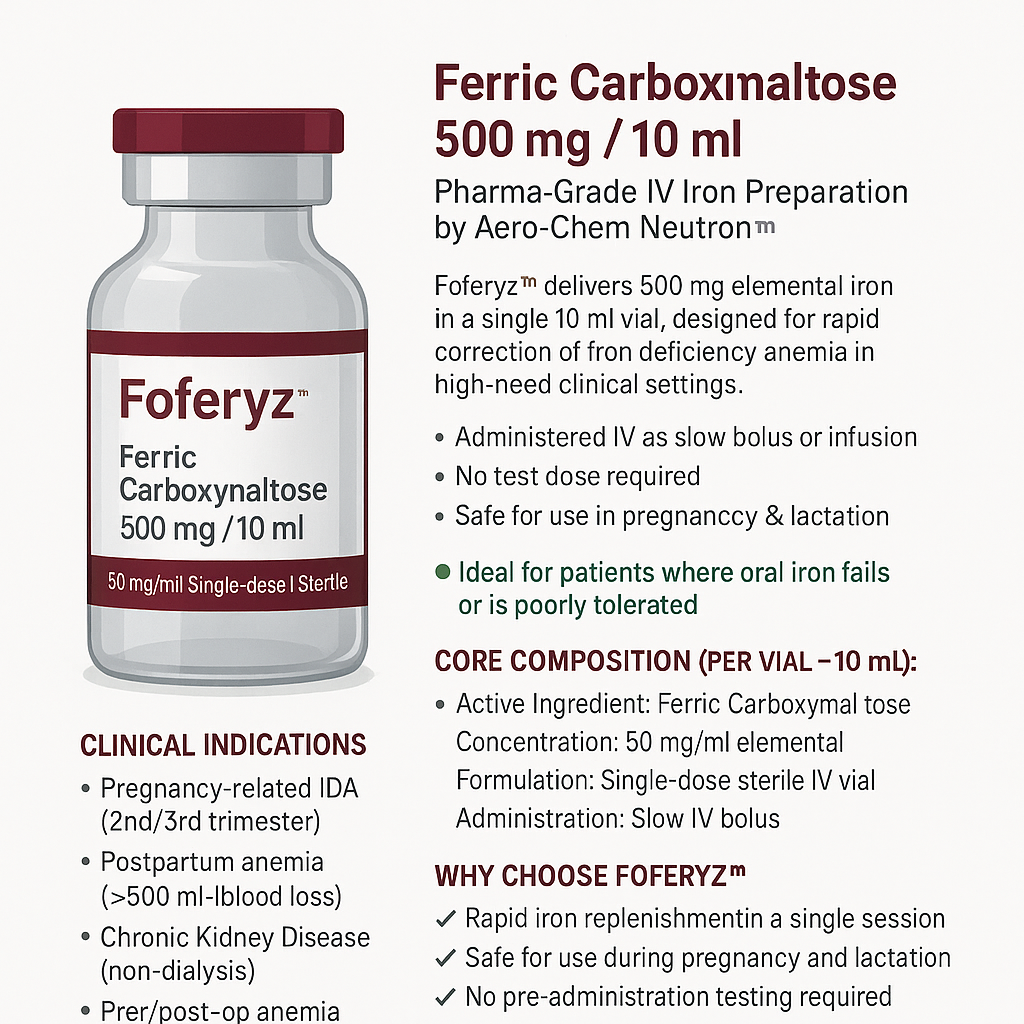 Ferric Carboxmaltose
500 mg / 10 ml
Pharma-Grade IV Iron Preparation
by Aero-Chem Neutron™
Foferyz™ delivers 500 mg elemental iron
in a single 10 ml vial, designed for rapid
correction of fron deficiency anemia in
high-need clinical settings.
• Administered IV as slow bolus or infusion
• No test dose required
• Safe for use in pregnanccy & lactation
• Ideal for patients where oral iron fails
or is poorly tolerated
CORE COMPOSITION (PER VIAL – 10 mL):
• Active Ingredient: Ferric Carboxymal tose
Concentration: 50 mg/ml elemental
Formulation: Single-dose sterile IV vial
Administration: Slow IV bolus
WHY CHOOSE FOFERYZ™
✓ Rapid iron replenishmentin a single session
✓ Safe for use during pregnancy and lactation
✓ No pre-administration testing required
Foferyz™
Ferric
Carboxynaltose
500 mg / 10 ml
50 mg/mil Single-dese I Stertle
CLINICAL INDICATIONS
• Pregnancy-related IDA
(2nd/3rd trimester)
• Postpartum anemia
(>500 ml-lblood loss)
• Chronic Kidney Disease
(non-dialysis)
• Prer/post-op anemia